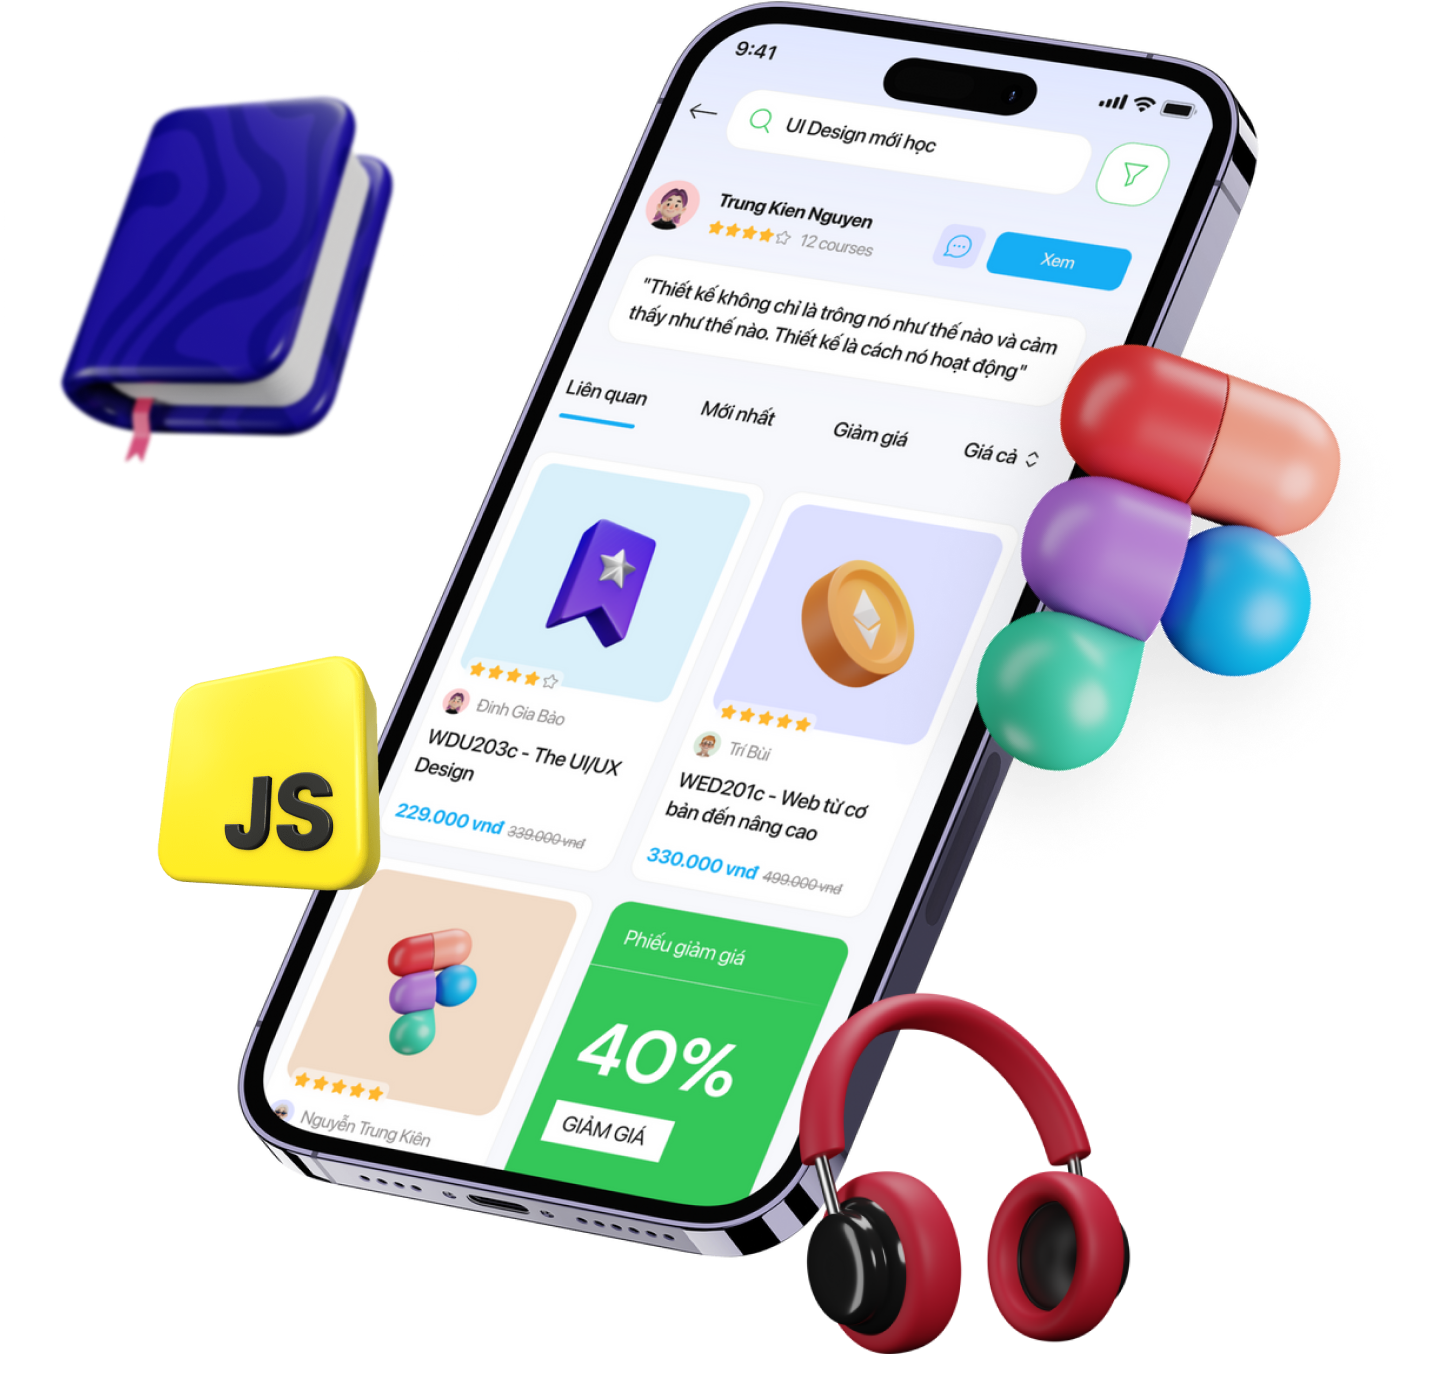 9:41
UI Design mới học
Trung Kien Nguyen
12 courses
Xem
"Thiết kế không chỉ là trông nó như thế nào và cảm
thấy như thế nào. Thiết kế là cách nó hoạt động"
Liên quan
Mới nhất
Giảm giá
Giá cả
Đinh Gia Bảo
WDU203c - The UI/UX
Design
229.000 vnđ 339.000 vnđ
Trí Bùi
WED201c - Web từ cơ
bản đến nâng cao
330.000 vnđ 499.000 vnđ
Nguyễn Trung Kiên
Phiếu giảm giá
40%
GIẢM GIÁ
JS